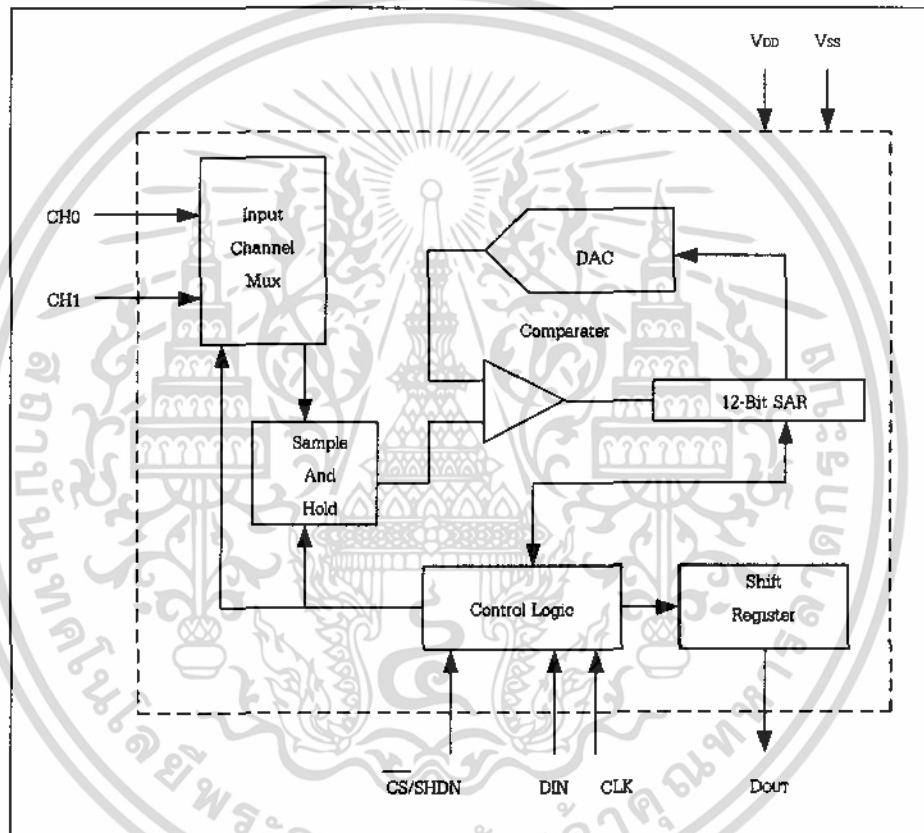 VDD VSS
CH0
CH1
Input
Channel
Mux
DAC
Comparater
12-Bit SAR
Sample
And
Hold
Control Logic
Shift
Register
CS/SHDN DIN CLK DOUT